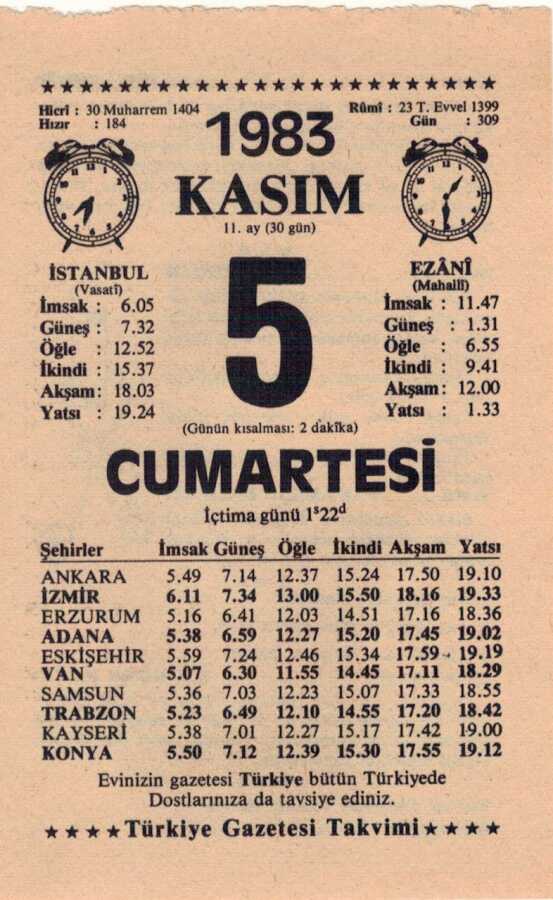 ★★★★★★★★★★★★★★★★★★★★★★★★
Hicrî : 30 Muharrem 1404
Hızır : 184
Rûmî : 23 T. Evvel 1399
Gün : 309
1983
KASIM
11. ay (30 gün)
İSTANBUL
(Vasatî)
İmsak : 6.05
Güneş : 7.32
Öğle : 12.52
İkindi : 15.37
Akşam: 18.03
Yatsı : 19.24
5
EZÂNÎ
(Mahallî)
İmsak : 11.47
Güneş : 1.31
Öğle : 6.55
İkindi : 9.41
Akşam: 12.00
Yatsı : 1.33
(Günün kısalması: 2 dakîka)
CUMARTESİ
İçtima günü 1ˢ22ᵈ
Şehirler İmsak Güneş Öğle İkindi Akşam Yatsı
ANKARA 5.49 7.14 12.37 15.24 17.50 19.10
İZMİR 6.11 7.34 13.00 15.50 18.16 19.33
ERZURUM 5.16 6.41 12.03 14.51 17.16 18.36
ADANA 5.38 6.59 12.27 15.20 17.45 19.02
ESKİŞEHİR 5.59 7.24 12.46 15.34 17.59 19.19
VAN 5.07 6.30 11.55 14.45 17.11 18.29
SAMSUN 5.36 7.03 12.23 15.07 17.33 18.55
TRABZON 5.23 6.49 12.10 14.55 17.20 18.42
KAYSERİ 5.38 7.01 12.27 15.17 17.42 19.00
KONYA 5.50 7.12 12.39 15.30 17.55 19.12
Evinizin gazetesi Türkiye bütün Türkiyede
Dostlarınıza da tavsiye ediniz.
★★★★Türkiye Gazetesi Takvimi★★★★